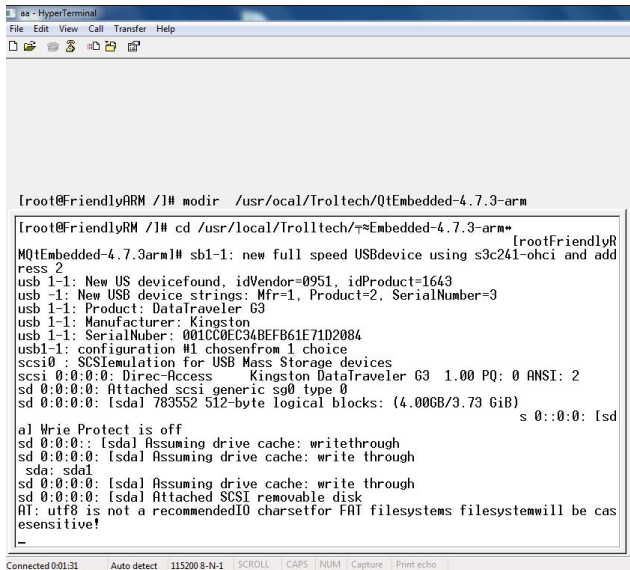 aa - HyperTerminal
File Edit View Call Transfer Help
[root@FriendlyARM /]# modir /usr/ocal/Troltech/QtEmbedded-4.7.3-arm
[root@FriendlyRM /]# cd /usr/local/Trolltech/╤≈Embedded-4.7.3-arm↔
[rootFriendlyR
MQtEmbedded-4.7.3arm]# sb1-1: new full speed USBdevice using s3c241-ohci and add
ress 2
usb 1-1: New US devicefound, idVendor=0951, idProduct=1643
usb -1: New USB device strings: Mfr=1, Product=2, SerialNumber=3
usb 1-1: Product: DataTraveler G3
usb 1-1: Manufacturer: Kingston
usb 1-1: SerialNuber: 001CC0EC34BEFB61E71D2084
usb1-1: configuration #1 chosenfrom 1 choice
scsi0 : SCSIemulation for USB Mass Storage devices
scsi 0:0:0:0: Direc-Access Kingston DataTraveler G3 1.00 PQ: 0 ANSI: 2
sd 0:0:0:0: Attached scsi generic sg0 type 0
sd 0:0:0:0: [sda] 783552 512-byte logical blocks: (4.00GB/3.73 GiB)
s 0::0:0: [sd
a] Wrie Protect is off
sd 0:0:0:: [sda] Assuming drive cache: writethrough
sd 0:0:0:0: [sda] Assuming drive cache: write through
sda: sda1
sd 0:0:0:0: [sda] Assuming drive cache: write through
sd 0:0:0:0: [sda] Attached SCSI removable disk
AT: utf8 is not a recommendedIO charsetfor FAT filesystems filesystemwill be cas
esensitive!
Connected 0:01:31 Auto detect 115200 8-N-1 SCROLL CAPS NUM Capture Print echo